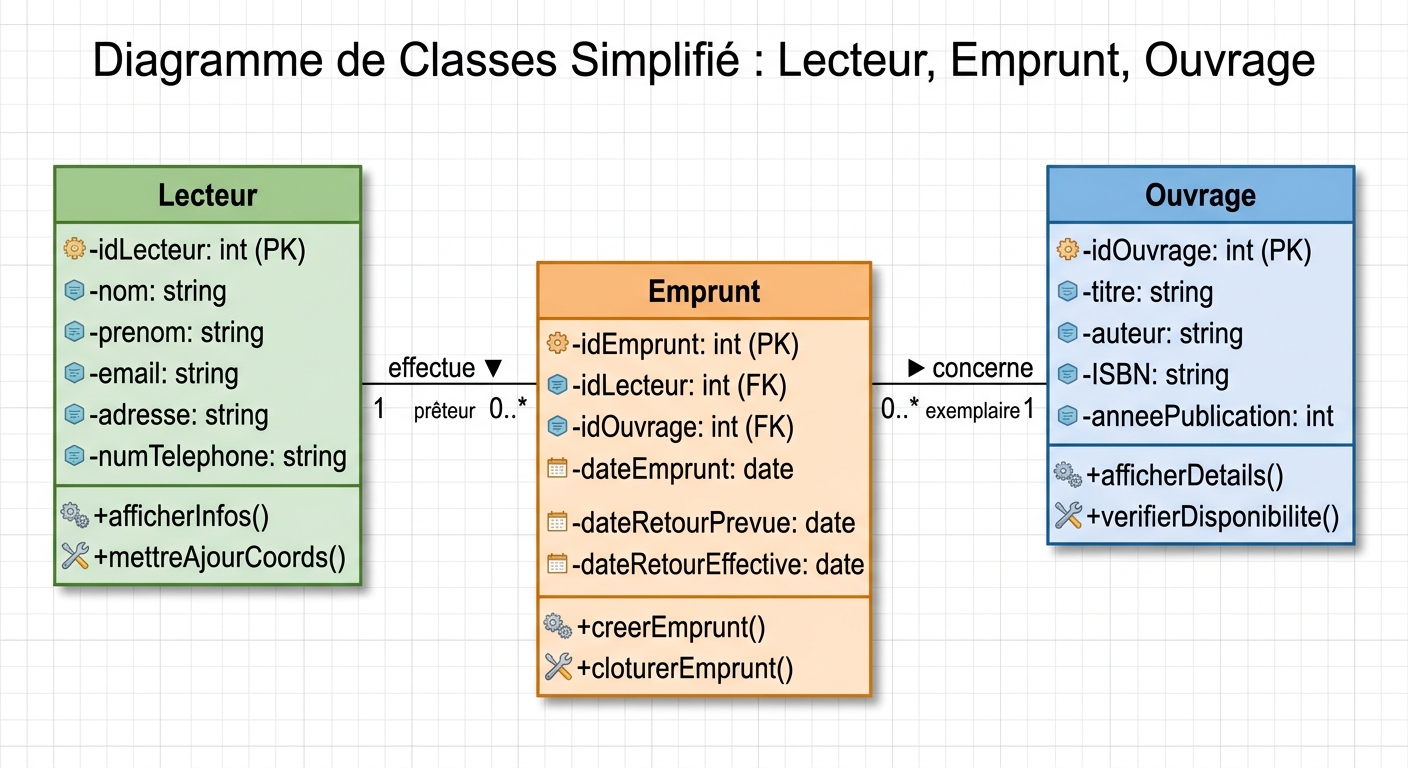 Diagramme de Classes Simplifié : Lecteur, Emprunt, Ouvrage
Lecteur
-idLecteur: int (PK)
-nom: string
-prenom: string
-email: string
-adresse: string
-numTelephone: string
+afficherInfos()
+mettreAjourCoords()
effectue ▼
1 prêteur 0..*
Emprunt
-idEmprunt: int (PK)
-idLecteur: int (FK)
-idOuvrage: int (FK)
-dateEmprunt: date
-dateRetourPrevue: date
-dateRetourEffective: date
+creerEmprunt()
+cloturerEmprunt()
▶ concerne
0..* exemplaire 1
Ouvrage
-idOuvrage: int (PK)
-titre: string
-auteur: string
-ISBN: string
-anneePublication: int
+afficherDetails()
+verifierDisponibilite()